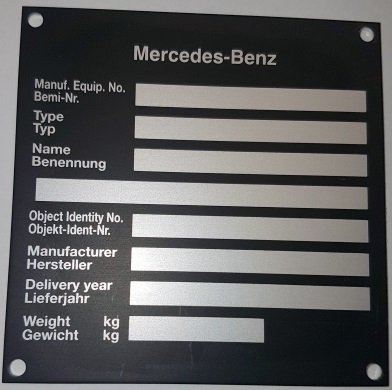 Mercedes-Benz
Manuf. Equip. No.
Bemi-Nr.
Type
Typ
Name
Benennung
Object Identity No.
Objekt-Ident-Nr.
Manufacturer
Hersteller
Delivery year
Lieferjahr
Weight kg
Gewicht kg